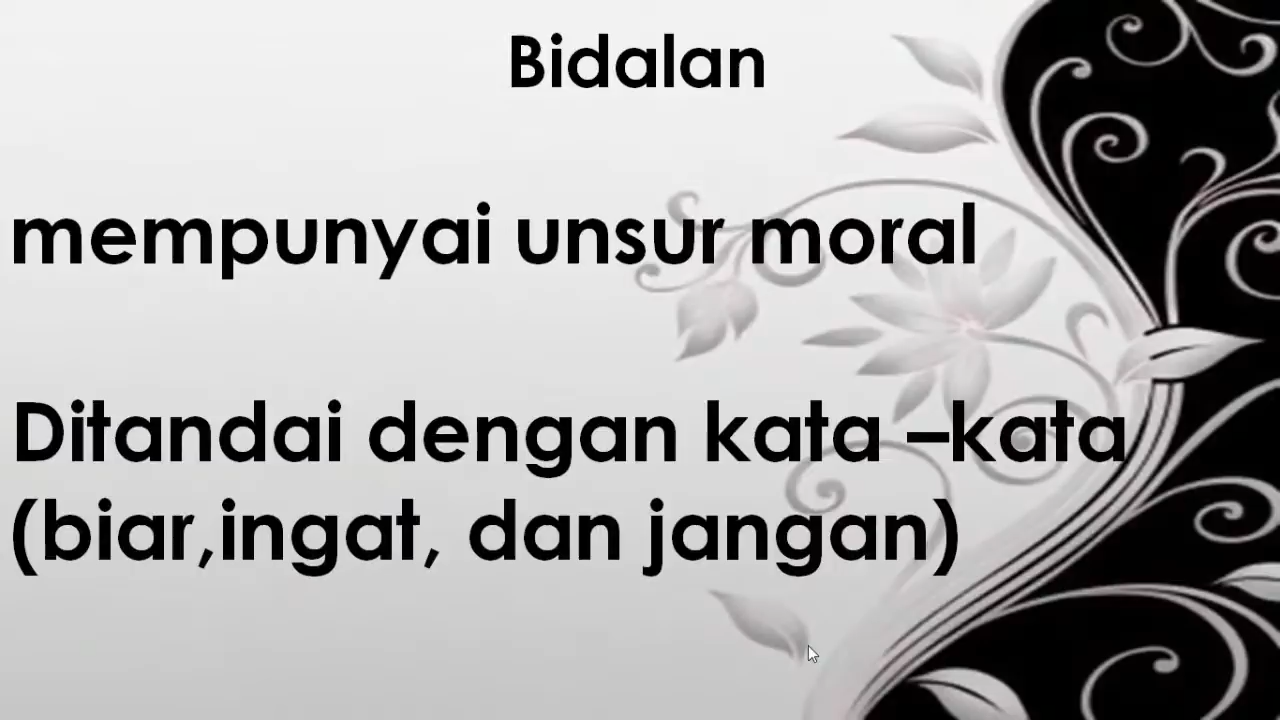 Bidalan
mempunyai unsur moral
Ditandai dengan kata –kata
(biar,ingat, dan jangan)